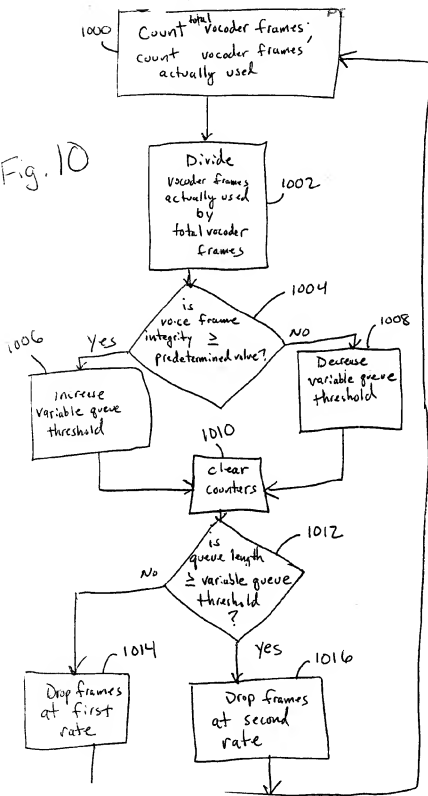 1000
Count total vocoder frames;
count vocoder frames
actually used
Fig. 10
Divide
vocoder frames
actually used
by
total vocoder
frames
1002
1004
is
voice frame
integrity ≥
predetermined value?
Yes
NO
1006
Increase
variable queue
threshold
1008
Decrease
variable queue
threshold
1010
clear
counters
1012
is
queue length
≥ variable queue
threshold
?
No
yes
1014
Drop frames
at first
rate
1016
Drop frames
at second
rate